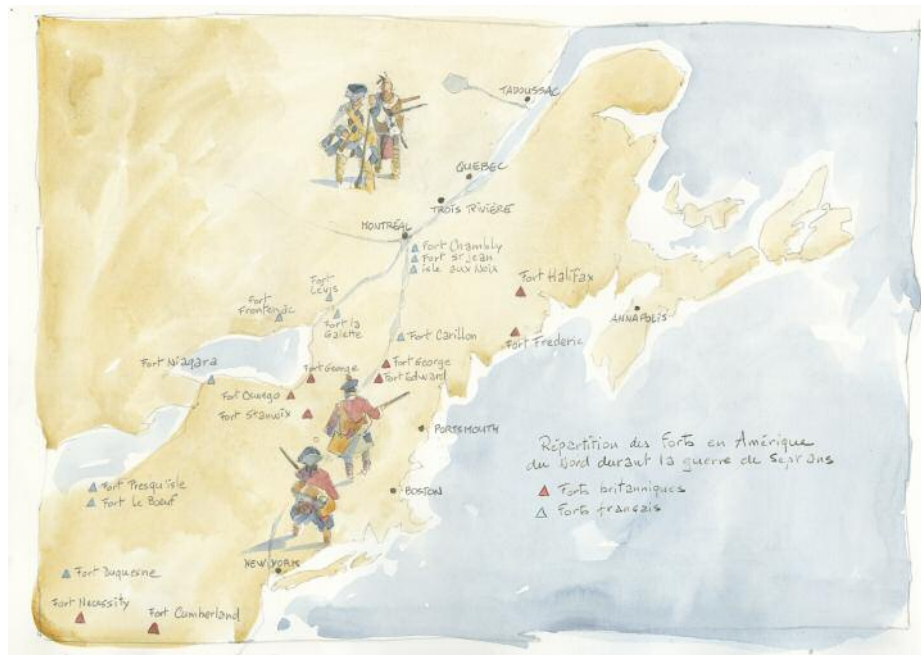 TADOUSSAC
QUEBEC
TROIS RIVIÈRE
MONTRÉAL
Fort Chambly
Fort St Jean
isle aux Noix
Fort Halifax
Fort
Levis
Fort
Frontenac
Fort la
Galette
Fort Carillon
Fort Frederic
ANNAPOLIS
Fort Niagara
Fort George
Fort George
Fort Edward
Fort Oswego
Fort Stanwix
PORTSMOUTH
Répartition des Forts en Amérique
du Nord durant la guerre de Sept ans
Forts britanniques
Forts français
BOSTON
Fort Presqu'isle
Fort Le Bœuf
NEW YORK
Fort Duquesne
Fort Necessity
Fort Cumberland